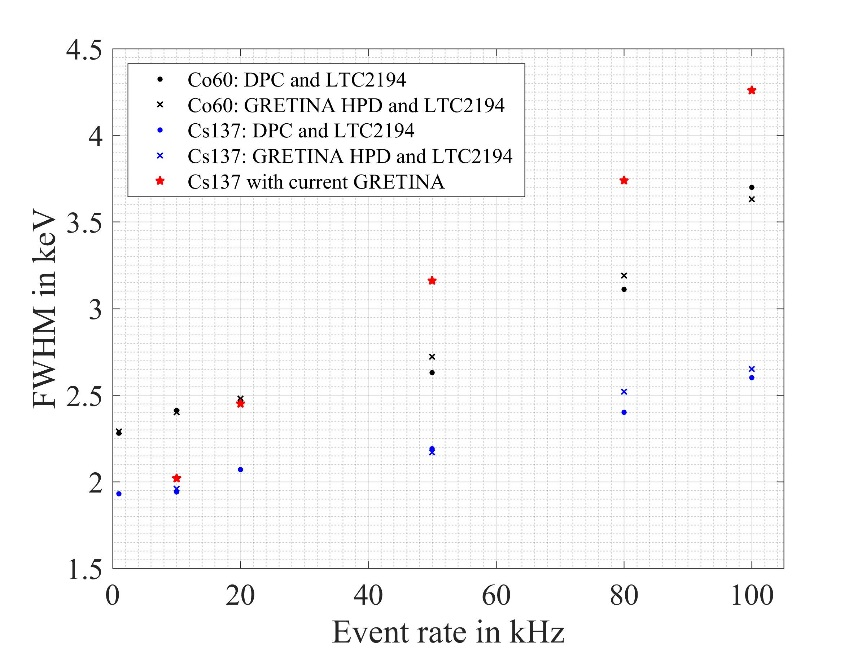 4.5
Co60: DPC and LTC2194
Co60: GRETINA HPD and LTC2194
Cs137: DPC and LTC2194
Cs137: GRETINA HPD and LTC2194
Cs137 with current GRETINA
4
3.5
3
2.5
2
1.5
FWHM in keV
0 20 40 60 80 100
Event rate in kHz